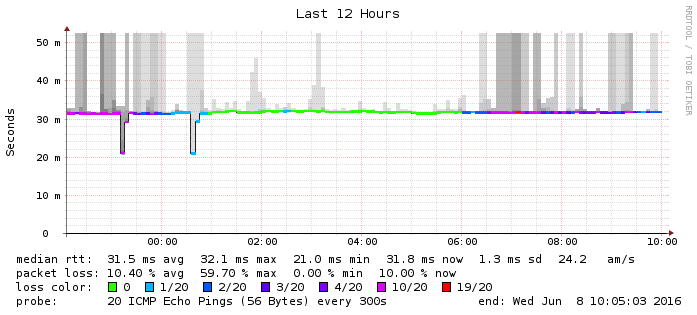 Last 12 Hours
RRDTOOL / TOBI OETIKER
Seconds
50 m
40 m
30 m
20 m
10 m
0
00:00 02:00 04:00 06:00 08:00 10:00
median rtt: 31.5 ms avg 32.1 ms max 21.0 ms min 31.8 ms now 1.3 ms sd 24.2 am/s
packet loss: 10.40 % avg 59.70 % max 0.00 % min 10.00 % now
loss color: 0 1/20 2/20 3/20 4/20 10/20 19/20
probe: 20 ICMP Echo Pings (56 Bytes) every 300s end: Wed Jun 8 10:05:03 2016